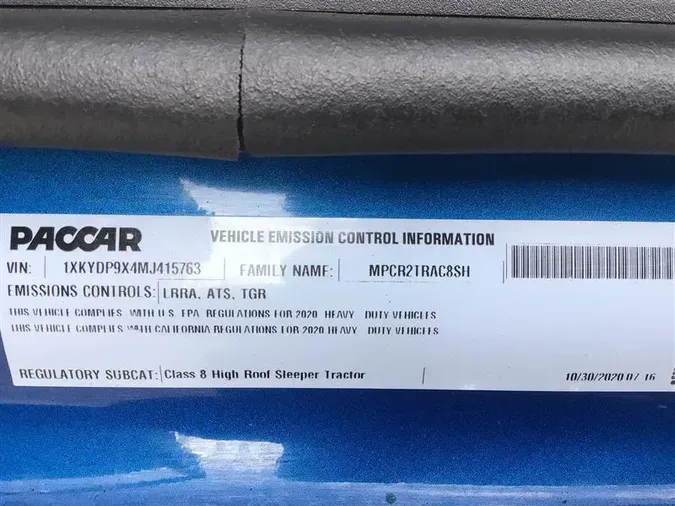 PACCAR VEHICLE EMISSION CONTROL INFORMATION
VIN: 1XKYDP9X4MJ415763 FAMILY NAME: MPCR2TRAC8SH
EMISSIONS CONTROLS: LRRA, ATS, TGR
THIS VEHICLE COMPLIES WITH U.S. EPA REGULATIONS FOR 2020 HEAVY DUTY VEHICLES
THIS VEHICLE COMPLIES WITH CALIFORNIA REGULATIONS FOR 2020 HEAVY DUTY VEHICLES
REGULATORY SUBCAT: Class 8 High Roof Sleeper Tractor 10/30/2020 07 16